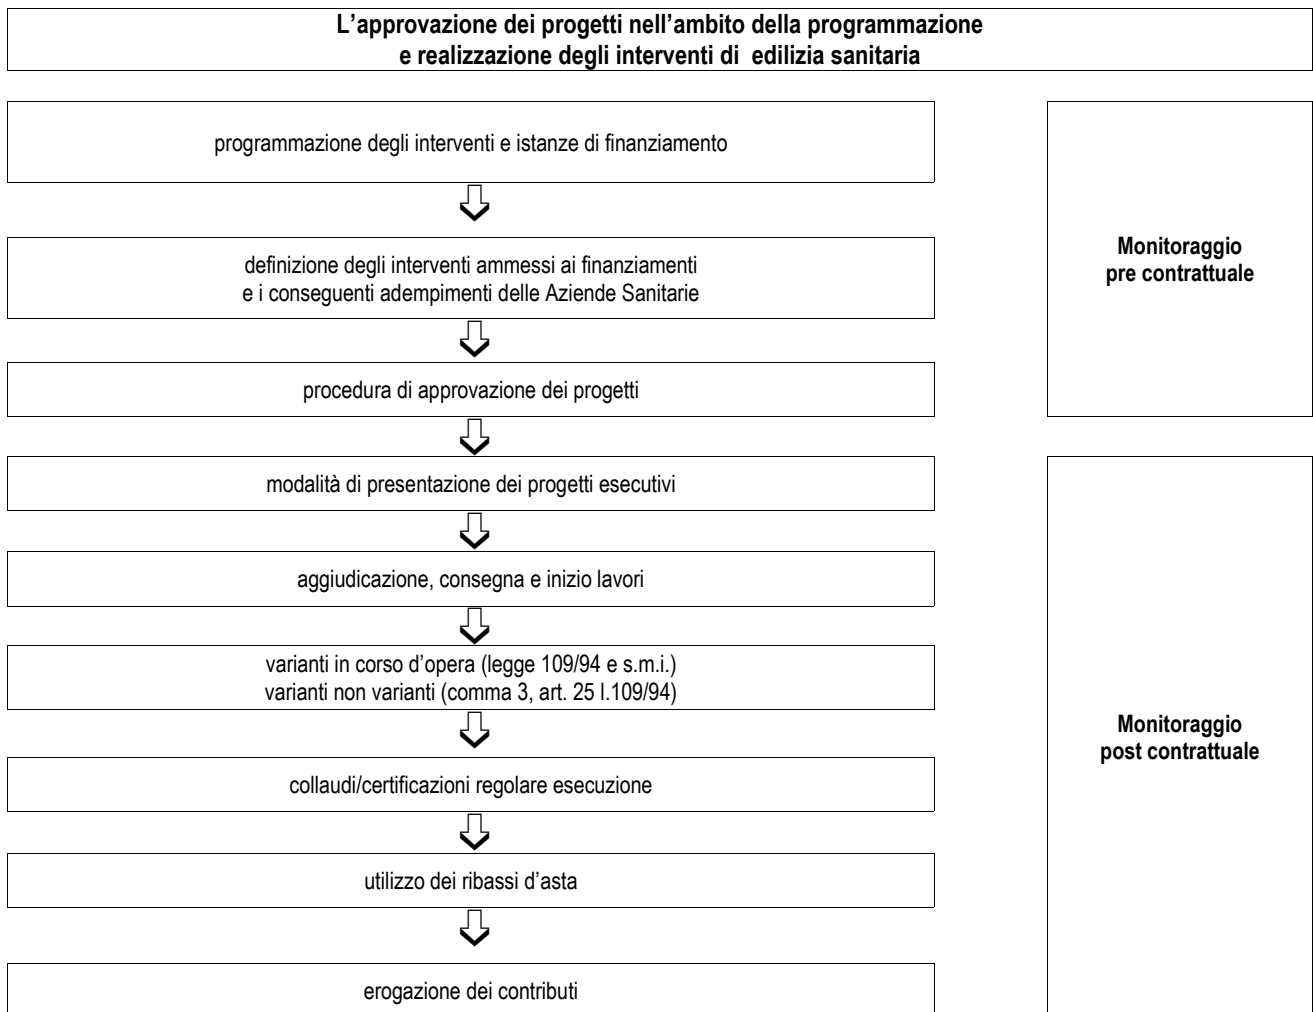 L’approvazione dei progetti nell’ambito della programmazione
e realizzazione degli interventi di edilizia sanitaria
programmazione degli interventi e istanze di finanziamento
definizione degli interventi ammessi ai finanziamenti
e i conseguenti adempimenti delle Aziende Sanitarie
procedura di approvazione dei progetti
Monitoraggio
pre contrattuale
modalità di presentazione dei progetti esecutivi
aggiudicazione, consegna e inizio lavori
varianti in corso d’opera (legge 109/94 e s.m.i.)
varianti non varianti (comma 3, art. 25 l.109/94)
collaudi/certificazioni regolare esecuzione
utilizzo dei ribassi d’asta
erogazione dei contributi
Monitoraggio
post contrattuale